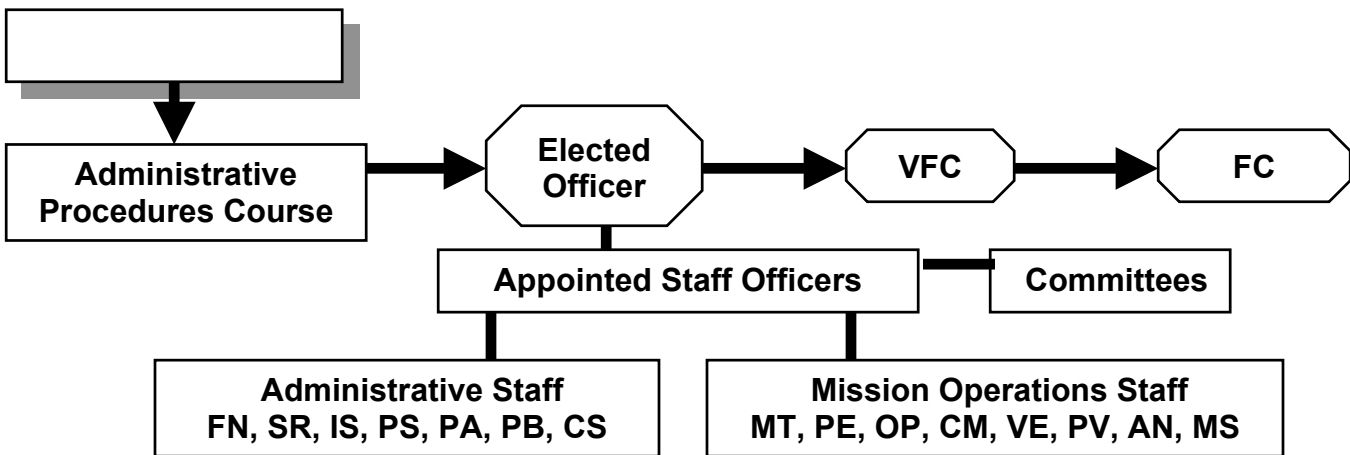 Administrative
Procedures Course
Elected
Officer
VFC
FC
Appointed Staff Officers
Committees
Administrative Staff
FN, SR, IS, PS, PA, PB, CS
Mission Operations Staff
MT, PE, OP, CM, VE, PV, AN, MS